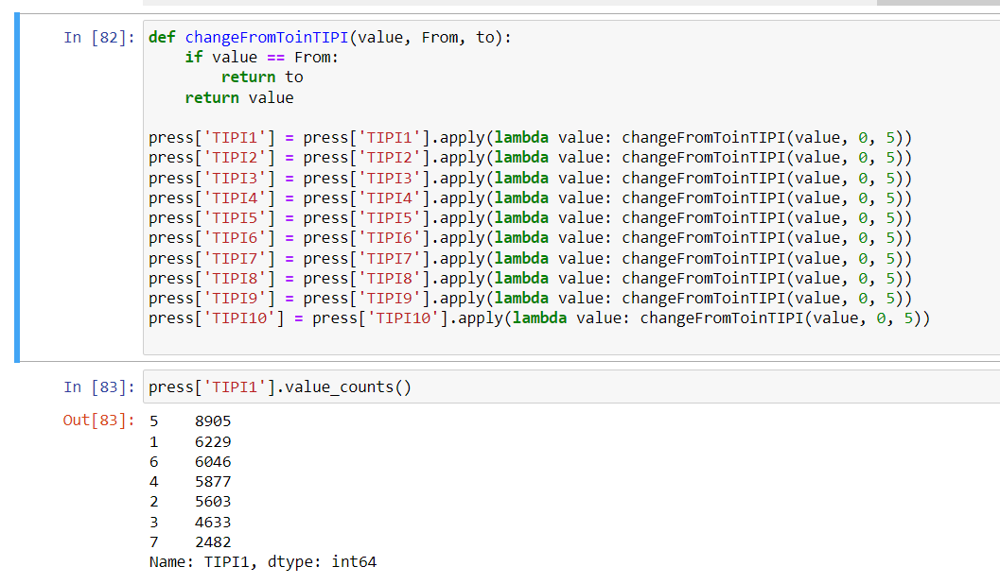 In [82]: def changeFromToinTIPI(value, From, to):
    if value == From:
        return to
    return value
press['TIPI1'] = press['TIPI1'].apply(lambda value: changeFromToinTIPI(value, 0, 5))
press['TIPI2'] = press['TIPI2'].apply(lambda value: changeFromToinTIPI(value, 0, 5))
press['TIPI3'] = press['TIPI3'].apply(lambda value: changeFromToinTIPI(value, 0, 5))
press['TIPI4'] = press['TIPI4'].apply(lambda value: changeFromToinTIPI(value, 0, 5))
press['TIPI5'] = press['TIPI5'].apply(lambda value: changeFromToinTIPI(value, 0, 5))
press['TIPI6'] = press['TIPI6'].apply(lambda value: changeFromToinTIPI(value, 0, 5))
press['TIPI7'] = press['TIPI7'].apply(lambda value: changeFromToinTIPI(value, 0, 5))
press['TIPI8'] = press['TIPI8'].apply(lambda value: changeFromToinTIPI(value, 0, 5))
press['TIPI9'] = press['TIPI9'].apply(lambda value: changeFromToinTIPI(value, 0, 5))
press['TIPI10'] = press['TIPI10'].apply(lambda value: changeFromToinTIPI(value, 0, 5))
In [83]: press['TIPI1'].value_counts()
Out[83]: 5    8905
1    6229
6    6046
4    5877
2    5603
3    4633
7    2482
Name: TIPI1, dtype: int64